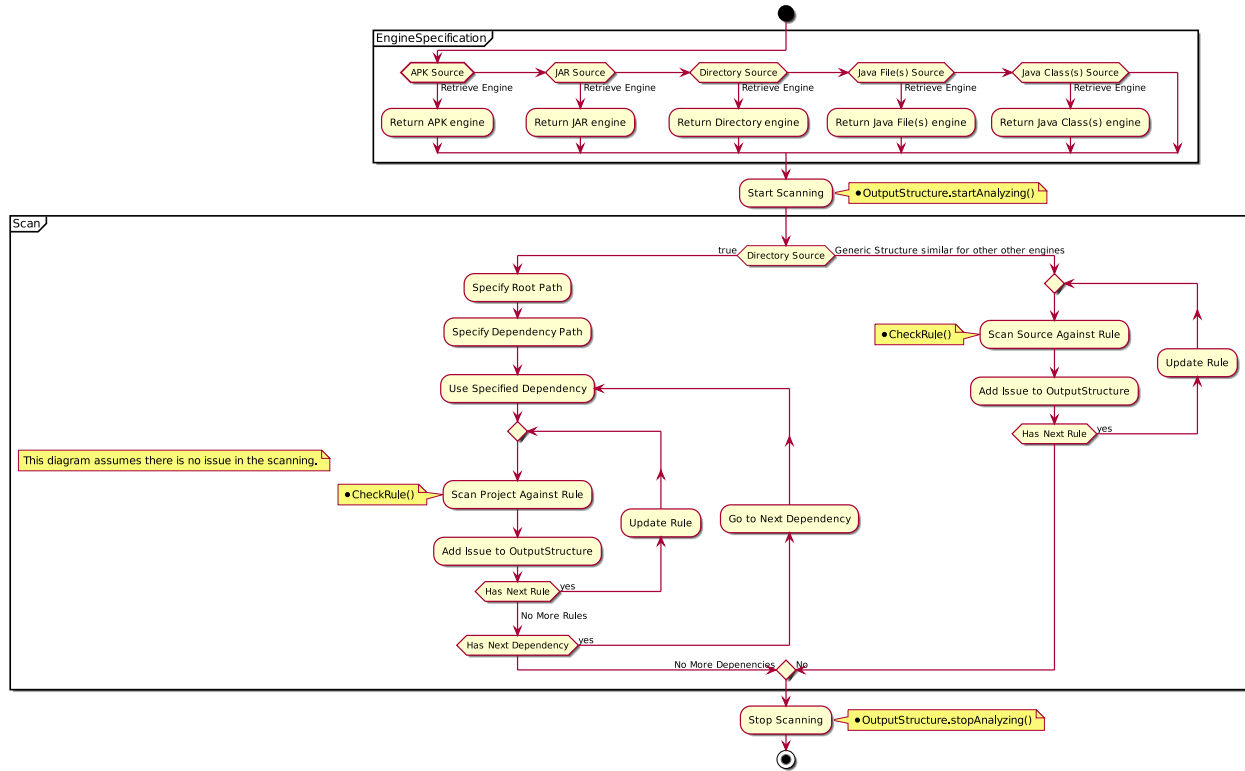 EngineSpecification
APK Source
JAR Source
Directory Source
Java File(s) Source
Java Class(s) Source
Retrieve Engine
Retrieve Engine
Retrieve Engine
Retrieve Engine
Retrieve Engine
Return APK engine
Return JAR engine
Return Directory engine
Return Java File(s) engine
Return Java Class(s) engine
Start Scanning
•OutputStructure.startAnalyzing()
Scan
true
Directory Source
Generic Structure similar for other other engines
Specify Root Path
Specify Dependency Path
•CheckRule()
Scan Source Against Rule
Update Rule
Use Specified Dependency
Add Issue to OutputStructure
Has Next Rule
yes
This diagram assumes there is no issue in the scanning.
•CheckRule()
Scan Project Against Rule
Update Rule
Go to Next Dependency
Add Issue to OutputStructure
Has Next Rule
yes
No More Rules
Has Next Dependency
yes
No More Depenencies
No
Stop Scanning
•OutputStructure.stopAnalyzing()